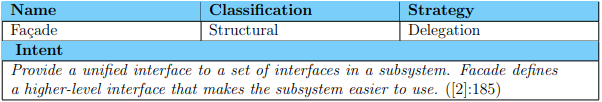 Name Classification Strategy
Façade Structural Delegation
Intent
Provide a unified interface to a set of interfaces in a subsystem. Facade defines
a higher-level interface that makes the subsystem easier to use. ([2]:185)